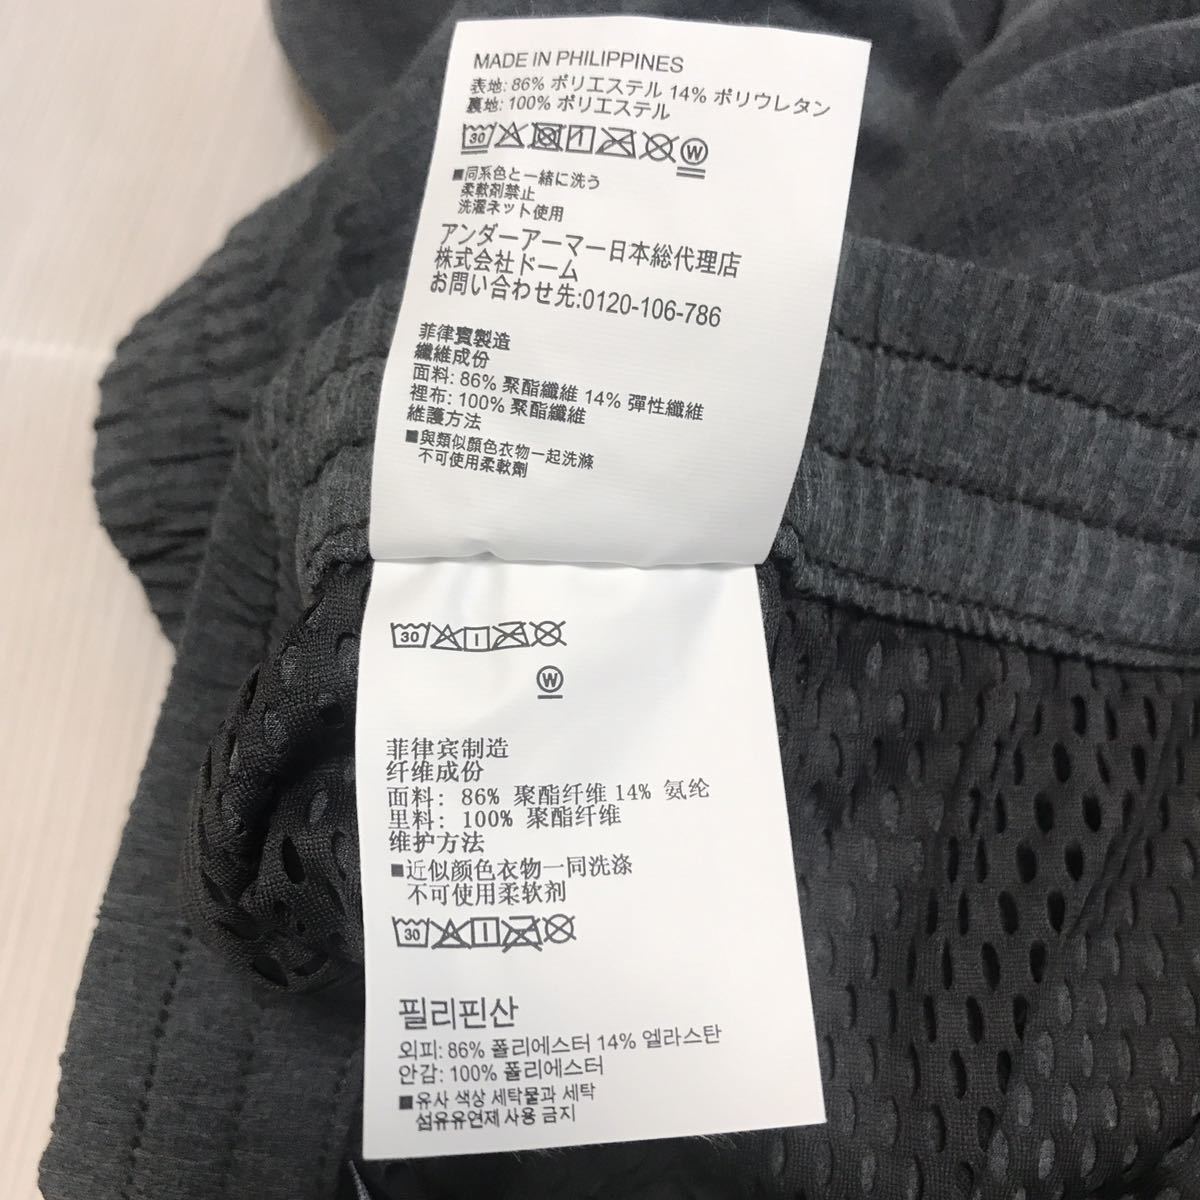 MADE IN PHILIPPINES
表地: 86% ポリエステル 14% ポリウレタン
裏地: 100% ポリエステル
30 W
■同系色と一緒に洗う
柔軟剤禁止
洗濯ネット使用
アンダーアーマー日本総代理店
株式会社ドーム
お問い合わせ先:0120-106-786
菲律賓製造
纖維成份
面料: 86% 聚酯纖維 14% 彈性纖維
裡布: 100% 聚酯纖維
維護方法
■與類似顏色衣物一起洗滌
不可使用柔軟劑
30
W
菲律宾制造
纤维成份
面料: 86% 聚酯纤维 14% 氨纶
里料: 100% 聚酯纤维
维护方法
■近似颜色衣物一同洗涤
不可使用柔软剂
30
필리핀산
외피: 86% 폴리에스터 14% 엘라스탄
안감: 100% 폴리에스터
■유사 색상 세탁물과 세탁
섬유유연제 사용 금지